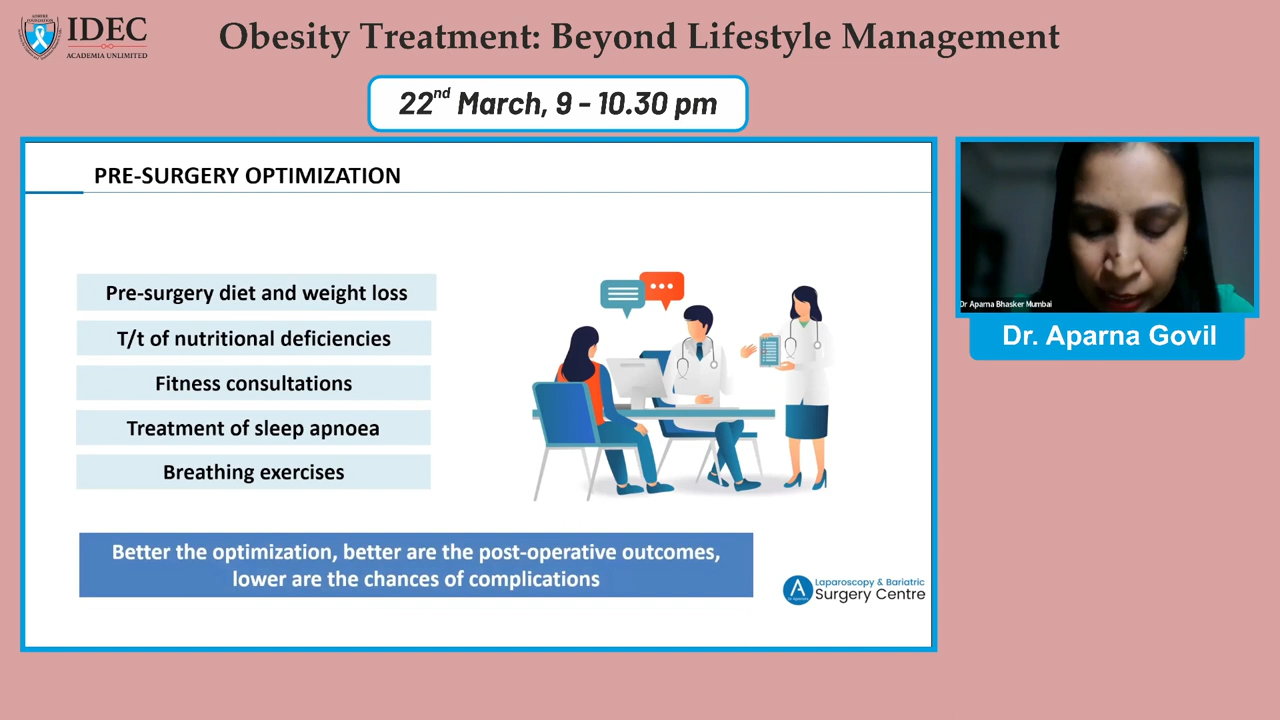 IDEC
ACADEMIA UNLIMITED
Obesity Treatment: Beyond Lifestyle Management
22nd March, 9 - 10.30 pm
PRE-SURGERY OPTIMIZATION
Pre-surgery diet and weight loss
T/t of nutritional deficiencies
Fitness consultations
Treatment of sleep apnoea
Breathing exercises
Better the optimization, better are the post-operative outcomes,
lower are the chances of complications
A
Laparoscopy & Bariatric
Surgery Centre
Dr Aparna Bhasker Mumbai
Dr. Aparna Govil